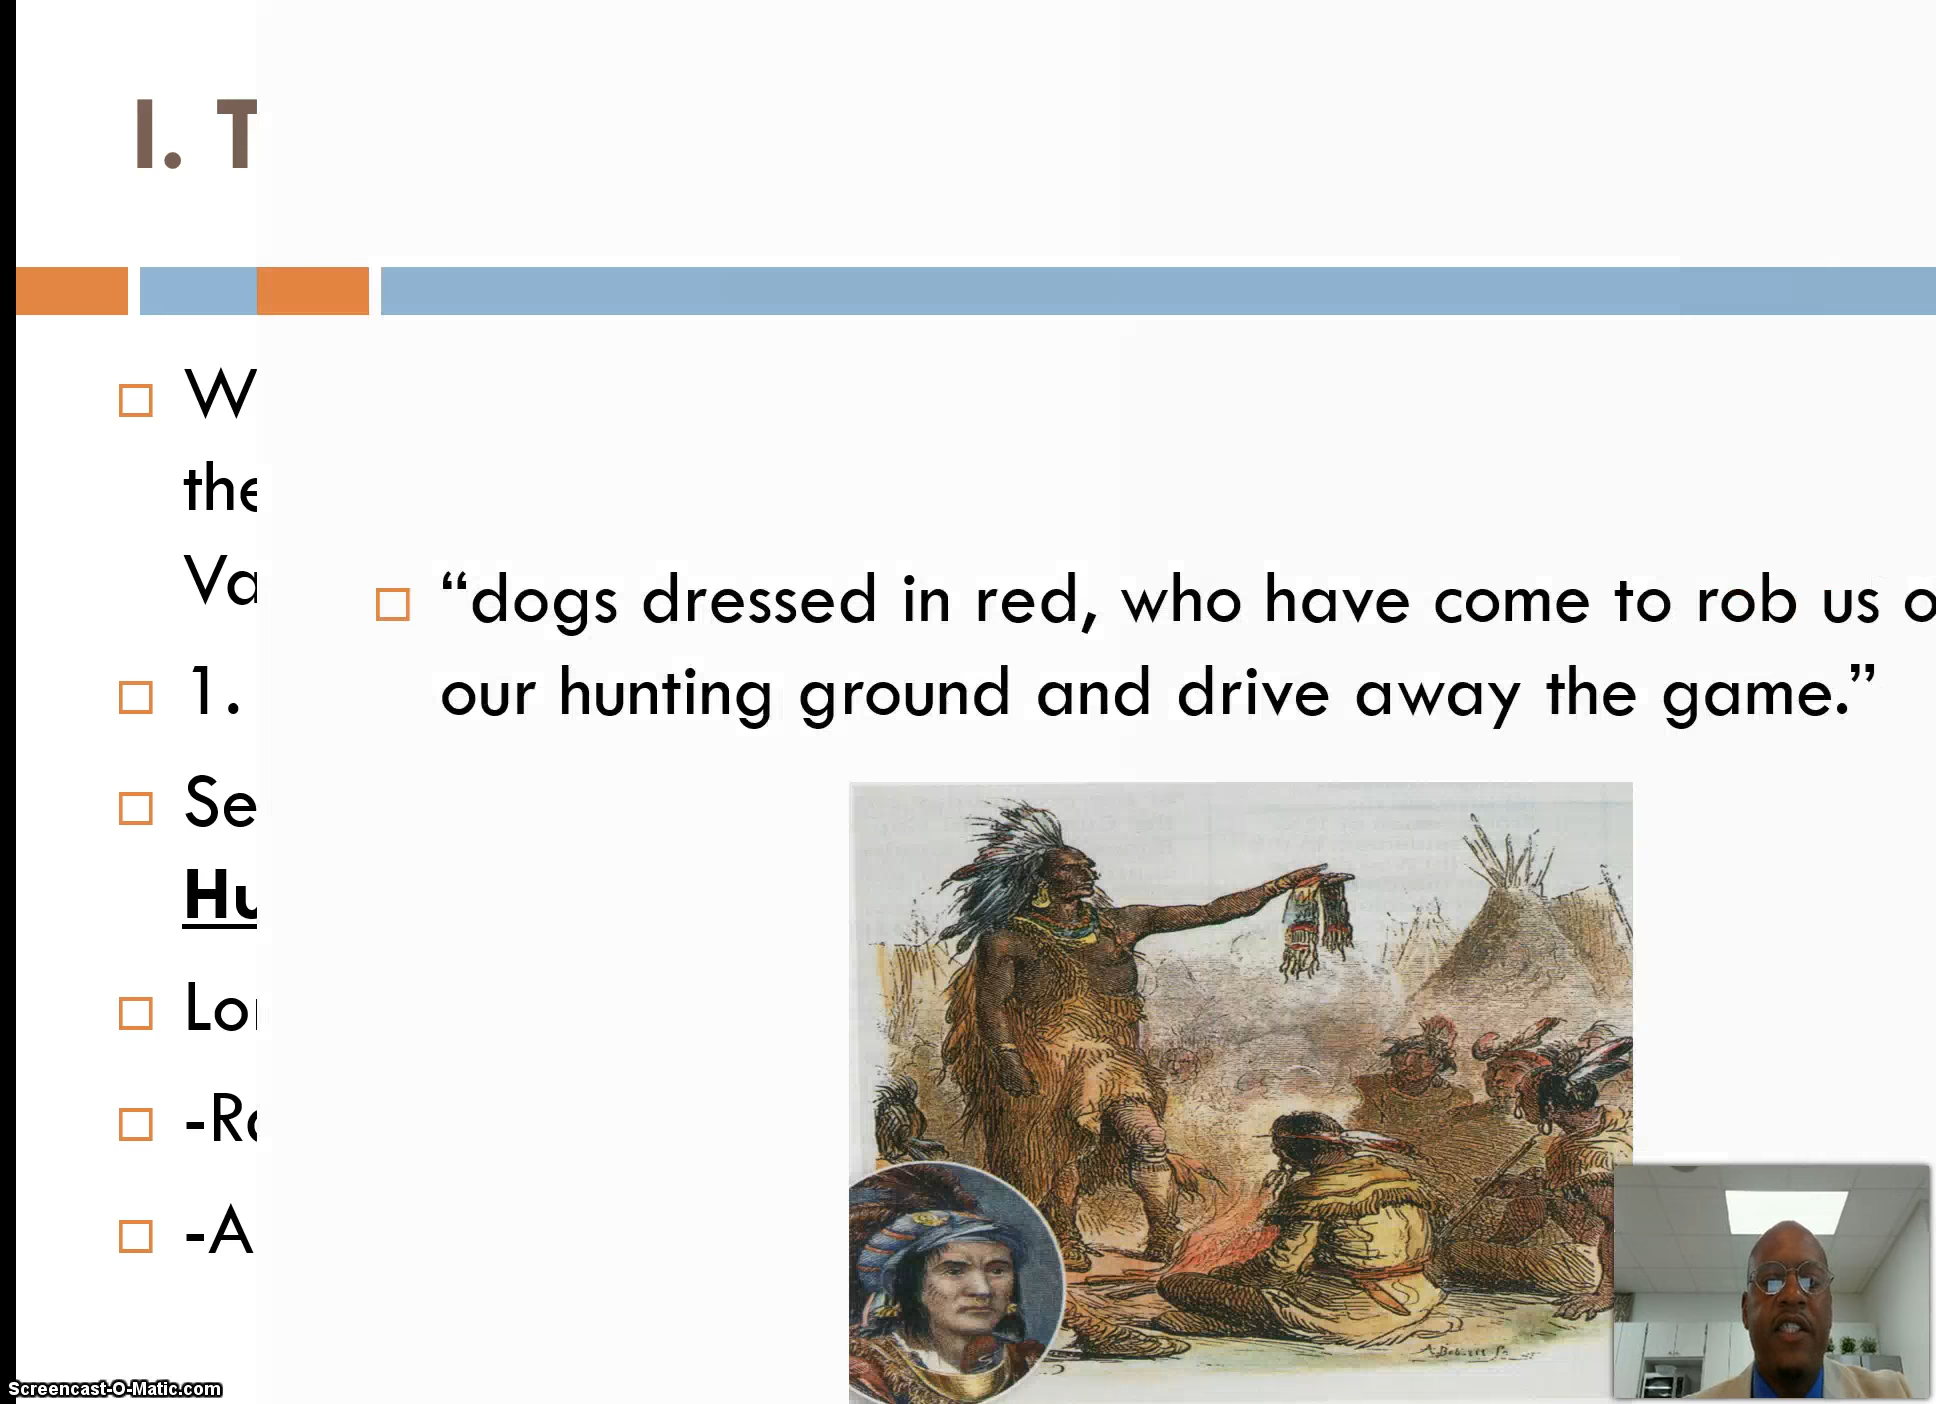 I. T
W
the
Va
1.
Se
Hu
Lo
-Ro
-A
“dogs dressed in red, who have come to rob us o
our hunting ground and drive away the game.”
Screencast-O-Matic.com